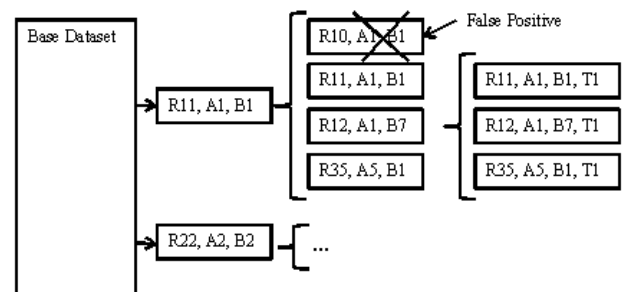 Base Dataset
R11, A1, B1
R10, A1, B1
False Positive
R11, A1, B1
R12, A1, B7
R35, A5, B1
R11, A1, B1, T1
R12, A1, B7, T1
R35, A5, B1, T1
R22, A2, B2
...